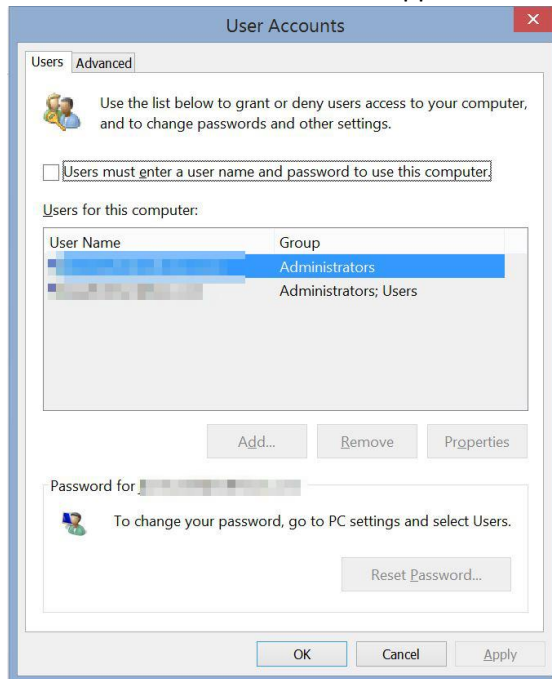 User Accounts
Users Advanced
Use the list below to grant or deny users access to your computer,
and to change passwords and other settings.
Users must enter a user name and password to use this computer.
Users for this computer:
User Name Group
Administrators
Administrators; Users
Add... Remove Properties
Password for
To change your password, go to PC settings and select Users.
Reset Password...
OK Cancel Apply